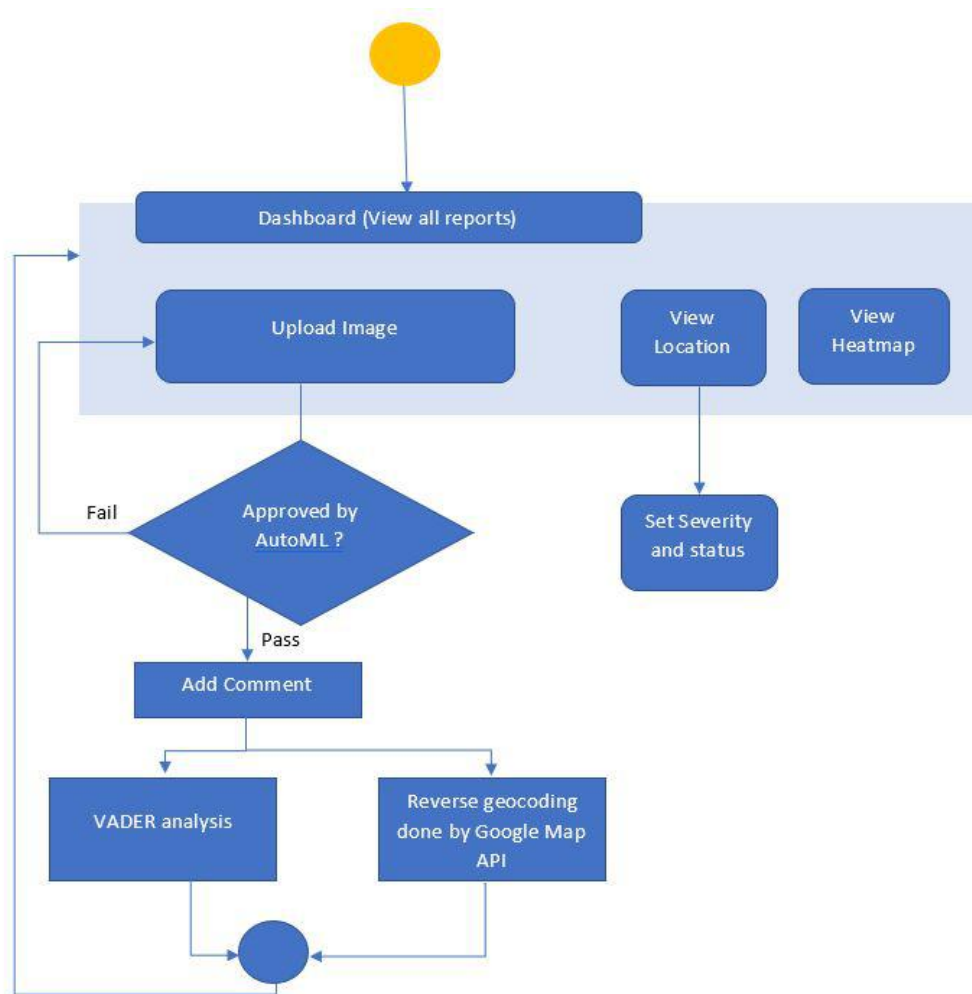 Dashboard (View all reports)
Upload Image
View
Location
View
Heatmap
Fail
Approved by
AutoML ?
Set Severity
and status
Pass
Add Comment
VADER analysis
Reverse geocoding
done by Google Map
API